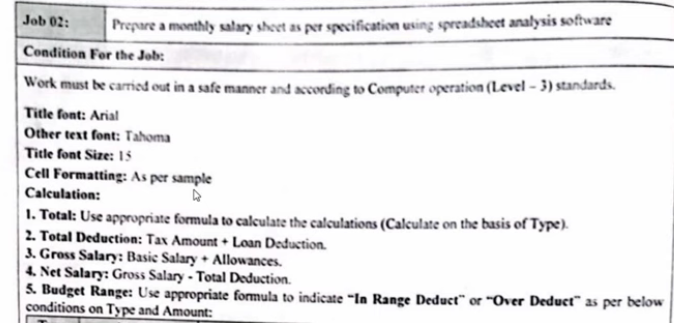 Job 02: Prepare a monthly salary sheet as per specification using spreadsheet analysis software
Condition For the Job:
Work must be carried out in a safe manner and according to Computer operation (Level – 3) standards.
Title font: Arial
Other text font: Tahoma
Title font Size: 15
Cell Formatting: As per sample
Calculation:
1. Total: Use appropriate formula to calculate the calculations (Calculate on the basis of Type).
2. Total Deduction: Tax Amount + Loan Deduction.
3. Gross Salary: Basic Salary + Allowances.
4. Net Salary: Gross Salary - Total Deduction.
5. Budget Range: Use appropriate formula to indicate “In Range Deduct” or “Over Deduct” as per below
conditions on Type and Amount: